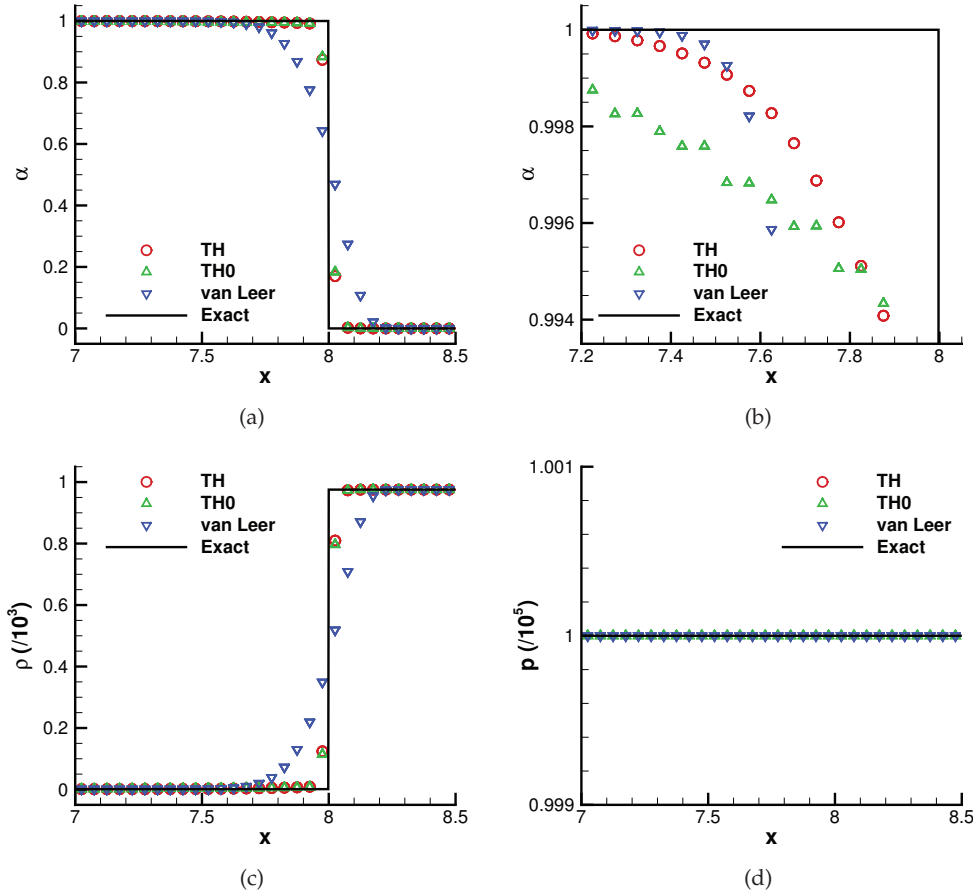 1
0.8
0.6
0.4
0.2
0
α
TH
TH0
van Leer
Exact
7
7.5
8
8.5
x
(a)
1
0.998
0.996
0.994
α
TH
TH0
van Leer
Exact
7.2
7.4
7.6
7.8
8
x
(b)
1
0.8
0.6
0.4
0.2
0
ρ (/10³)
TH
TH0
van Leer
Exact
7
7.5
8
8.5
x
(c)
1.001
1
0.999
p (/10⁵)
TH
TH0
van Leer
Exact
7
7.5
8
8.5
x
(d)